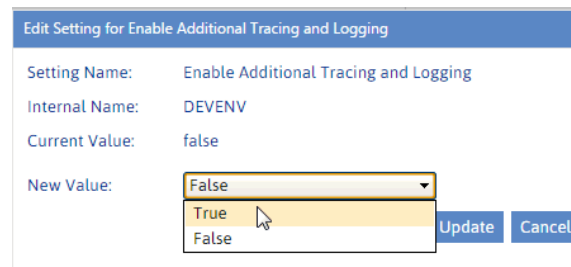 Edit Setting for Enable Additional Tracing and Logging
Setting Name: Enable Additional Tracing and Logging
Internal Name: DEVENV
Current Value: false
New Value: False
True
False
Update Cancel